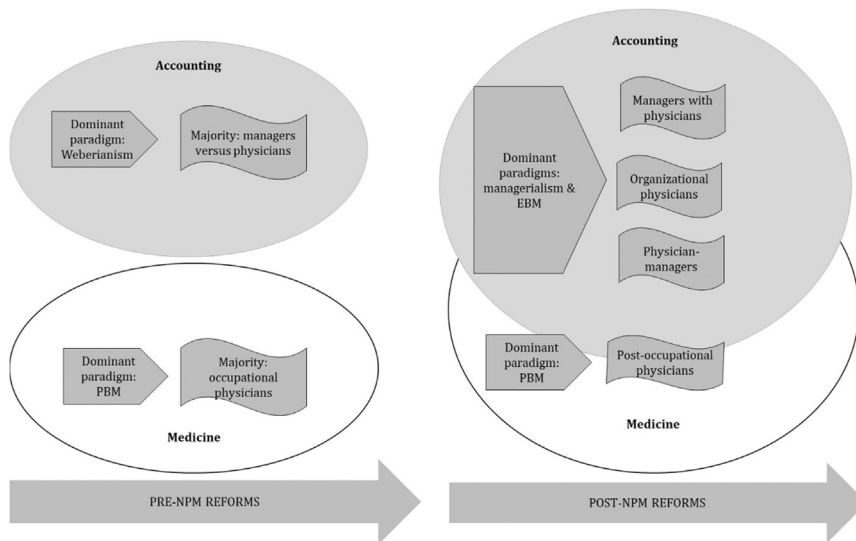 Accounting
Dominant
paradigm:
Weberianism
Majority: managers
versus physicians
Dominant
paradigm:
PBM
Majority:
occupational
physicians
Medicine
PRE-NPM REFORMS
Accounting
Dominant
paradigms:
managerialism &
EBM
Managers with
physicians
Organizational
physicians
Physician-
managers
Dominant
paradigm:
PBM
Post-occupational
physicians
Medicine
POST-NPM REFORMS